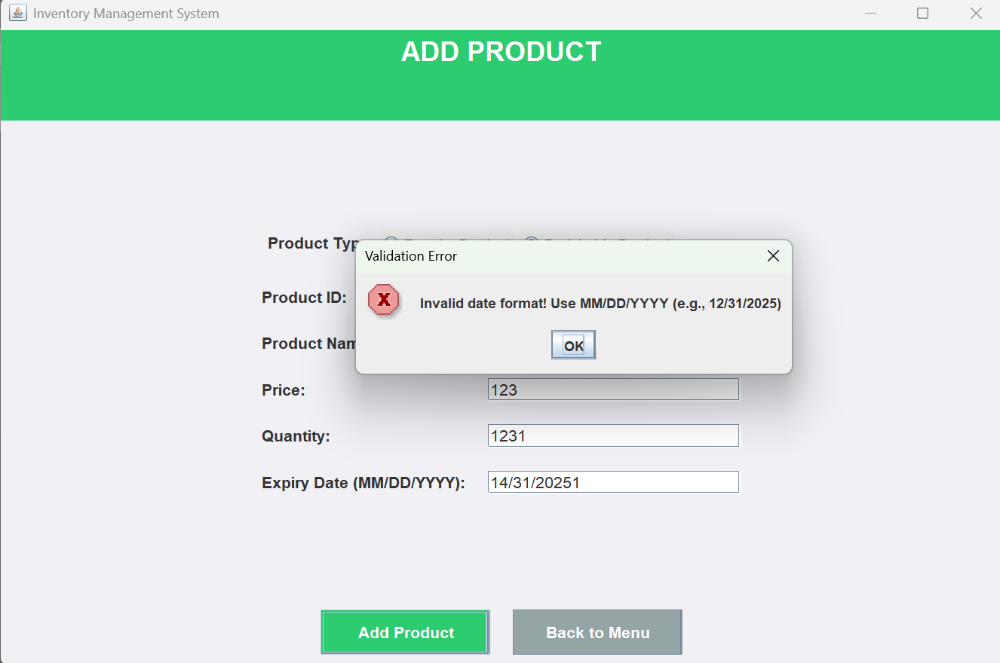 Inventory Management System
ADD PRODUCT
Product Typ
Validation Error
Product ID:
Invalid date format! Use MM/DD/YYYY (e.g., 12/31/2025)
OK
Product Nam
Price:
123
Quantity:
1231
Expiry Date (MM/DD/YYYY):
14/31/20251
Add Product
Back to Menu